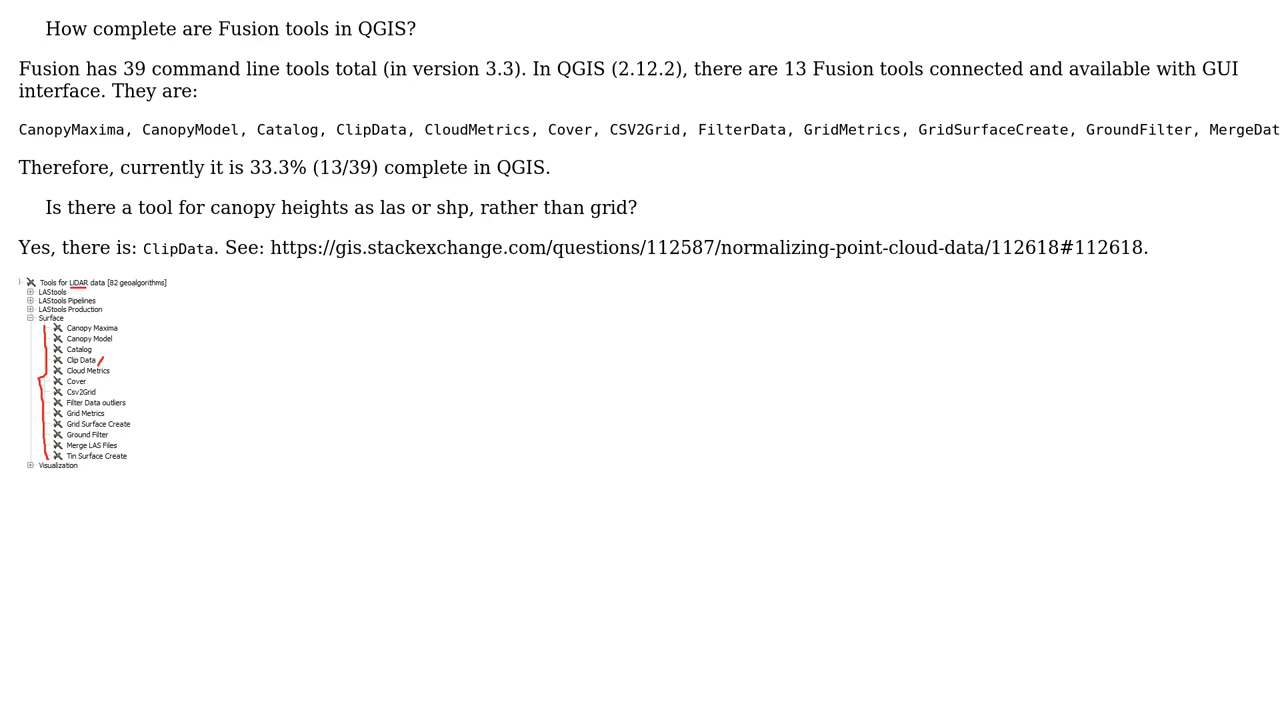 How complete are Fusion tools in QGIS?
Fusion has 39 command line tools total (in version 3.3). In QGIS (2.12.2), there are 13 Fusion tools connected and available with GUI
interface. They are:
CanopyMaxima, CanopyModel, Catalog, ClipData, CloudMetrics, Cover, CSV2Grid, FilterData, GridMetrics, GridSurfaceCreate, GroundFilter, MergeDat
Therefore, currently it is 33.3% (13/39) complete in QGIS.
Is there a tool for canopy heights as las or shp, rather than grid?
Yes, there is: ClipData. See: https://gis.stackexchange.com/questions/112587/normalizing-point-cloud-data/112618#112618.
Tools for LiDAR data [82 geoalgorithms]
LAStools
LAStools Pipelines
LAStools Production
Surface
Canopy Maxima
Canopy Model
Catalog
Clip Data
Cloud Metrics
Cover
Csv2Grid
Filter Data outliers
Grid Metrics
Grid Surface Create
Ground Filter
Merge LAS Files
Tin Surface Create
Visualization